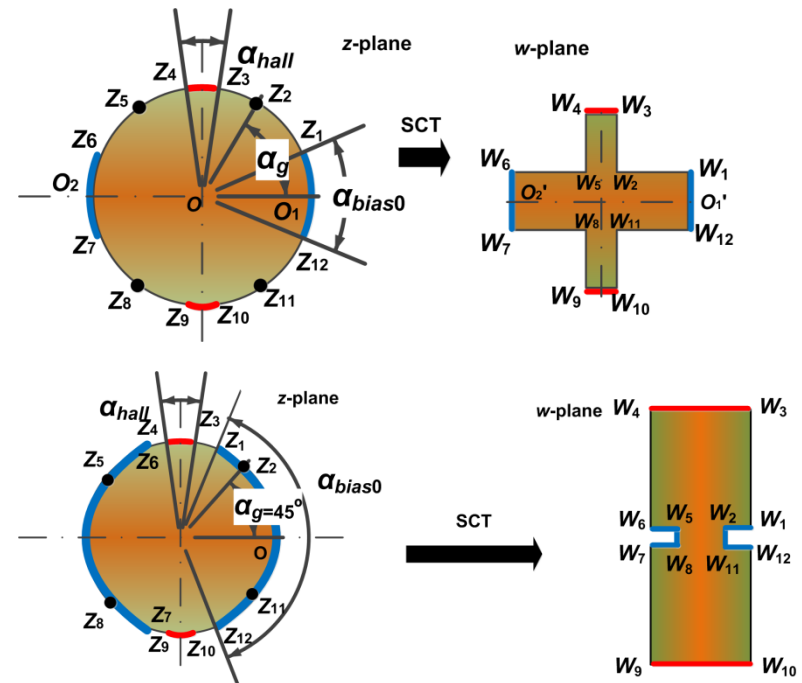 αhall
z-plane
w-plane
Z4
Z3
Z5
Z2
Z6
Z1
αg
O2
O
O1
αbias0
Z7
Z12
Z8
Z11
Z9
Z10
SCT
W4
W3
W6
W5
W2
W1
O2'
O1'
W7
W8
W11
W12
W9
W10
αhall
z-plane
w-plane
Z4
Z3
Z6
Z1
Z5
Z2
αbias0
αg=45°
O
Z8
Z11
Z7
Z12
Z9
Z10
SCT
W4
W3
W6
W5
W2
W1
W7
W8
W11
W12
W9
W10